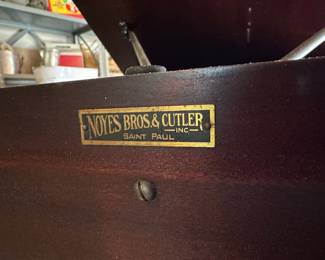 NOYES BROS. & CUTLER
INC
SAINT PAUL